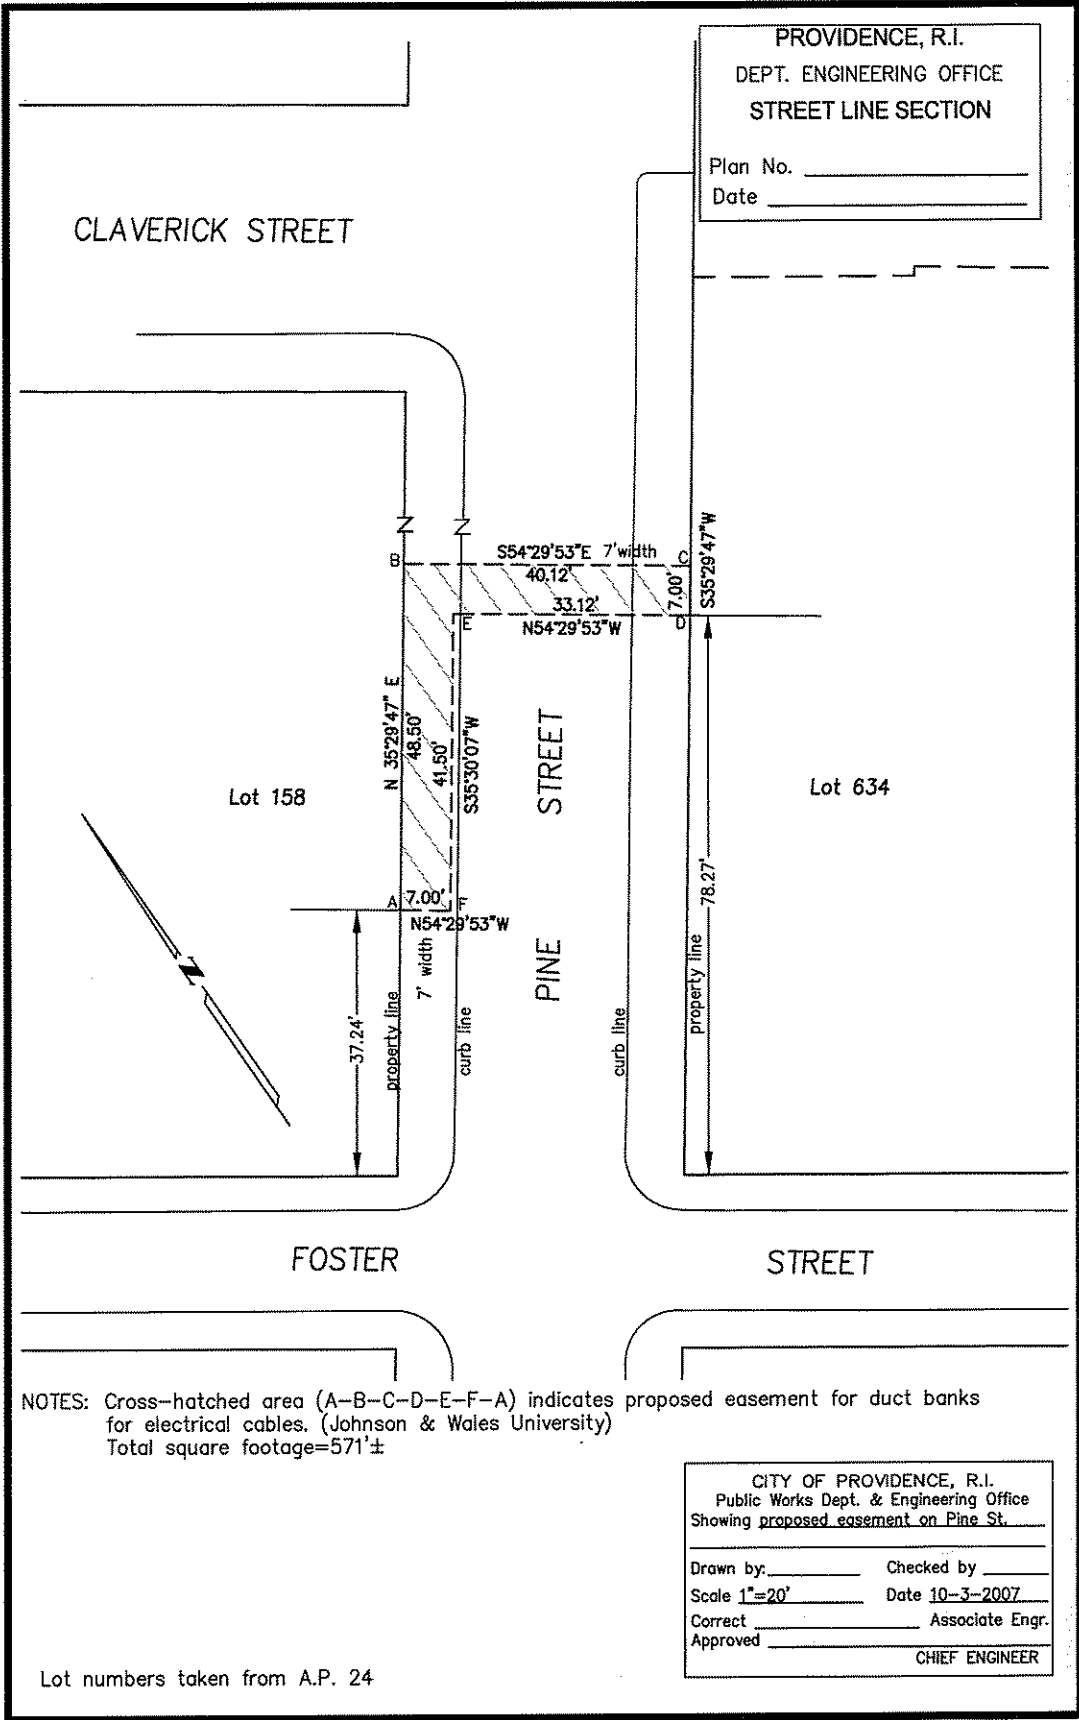 PROVIDENCE, R.I.
DEPT. ENGINEERING OFFICE
STREET LINE SECTION
Plan No.
Date
CLAVERICK STREET
B
S54°29'53"E 7'width
C
40.12'
7.00'
S35°29'47"W
33.12'
E
N54°29'53"W
D
N 35°29'47" E
48.50'
41.50'
S35°30'07"W
PINE STREET
Lot 158
Lot 634
78.27'
A
7.00'
F
N54°29'53"W
7' width
N
37.24'
property line
curb line
curb line
property line
FOSTER STREET
NOTES: Cross-hatched area (A-B-C-D-E-F-A) indicates proposed easement for duct banks
for electrical cables. (Johnson & Wales University)
Total square footage=571'±
CITY OF PROVIDENCE, R.I.
Public Works Dept. & Engineering Office
Showing proposed easement on Pine St.
Drawn by: Checked by
Scale 1"=20' Date 10-3-2007
Correct Associate Engr.
Approved
CHIEF ENGINEER
Lot numbers taken from A.P. 24